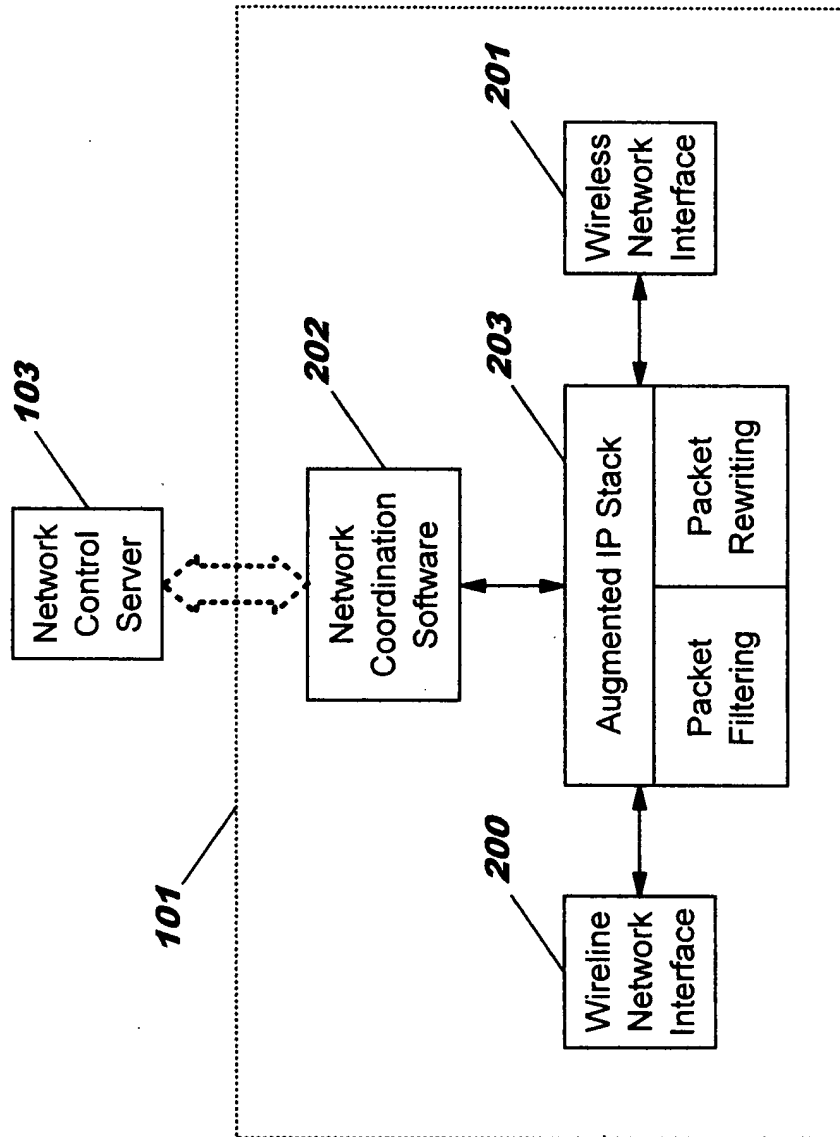 103
Network
Control
Server
101
202
Network
Coordination
Software
200
Wireline
Network
Interface
203
Augmented IP Stack
Packet
Filtering
Packet
Rewriting
201
Wireless
Network
Interface